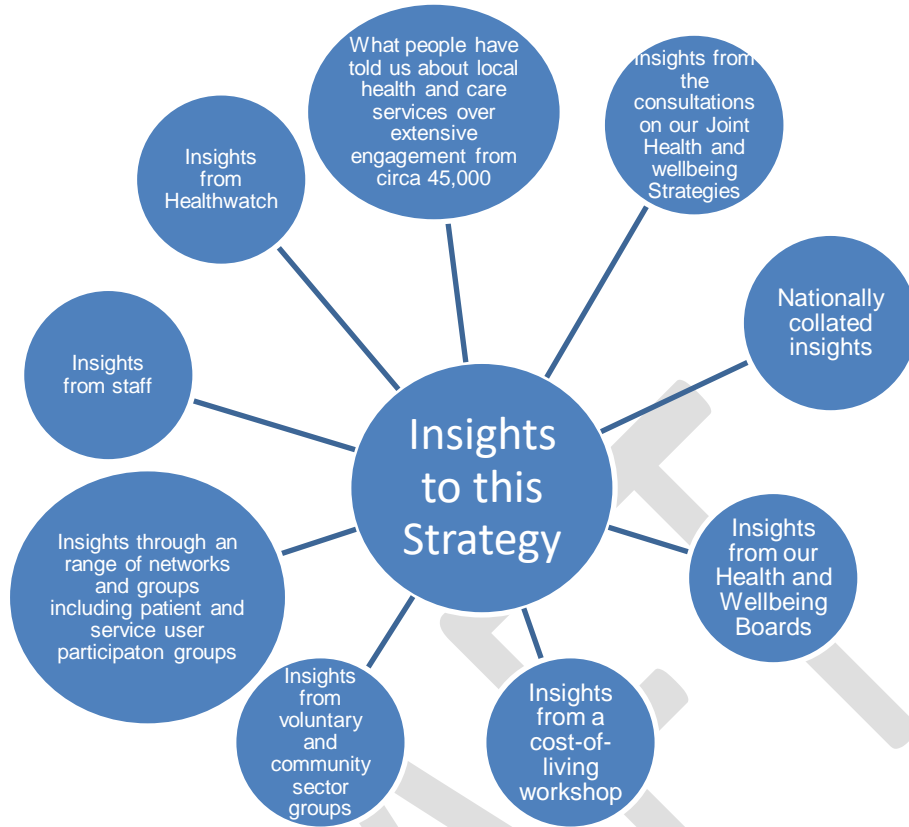 What people have
told us about local
health and care
services over
extensive
engagement from
circa 45,000
Insights from
the
consultations
on our Joint
Health and
wellbeing
Strategies
Insights
from
Healthwatch
Nationally
collated
insights
Insights
from staff
Insights
to this
Strategy
Insights through an
range of networks
and groups
including patient and
service user
participaton groups
Insights
from our
Health and
Wellbeing
Boards
Insights
from
voluntary
and
community
sector
groups
Insights
from a
cost-of-
living
workshop